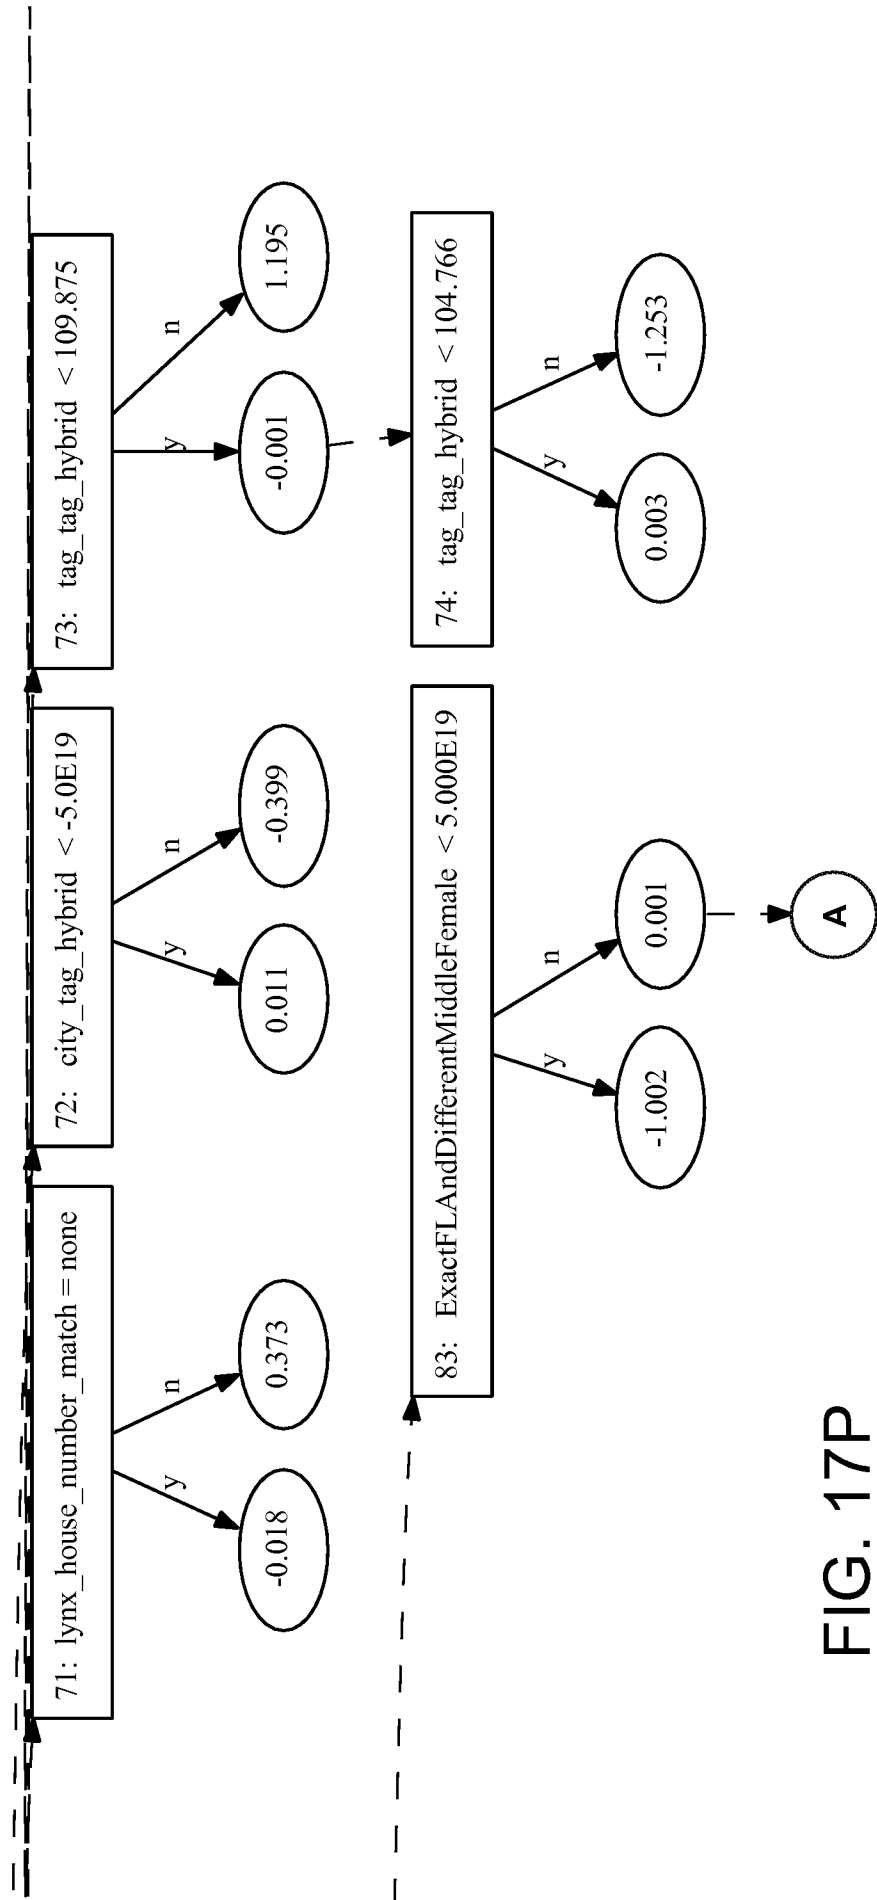 71: lynx_house_number_match = none
y
n
-0.018
0.373
72: city_tag_hybrid < -5.0E19
y
n
0.011
-0.399
73: tag_tag_hybrid < 109.875
y
n
-0.001
1.195
83: ExactFLAndDifferentMiddleFemale < 5.000E19
y
n
-1.002
0.001
A
74: tag_tag_hybrid < 104.766
y
n
0.003
-1.253
FIG. 17P